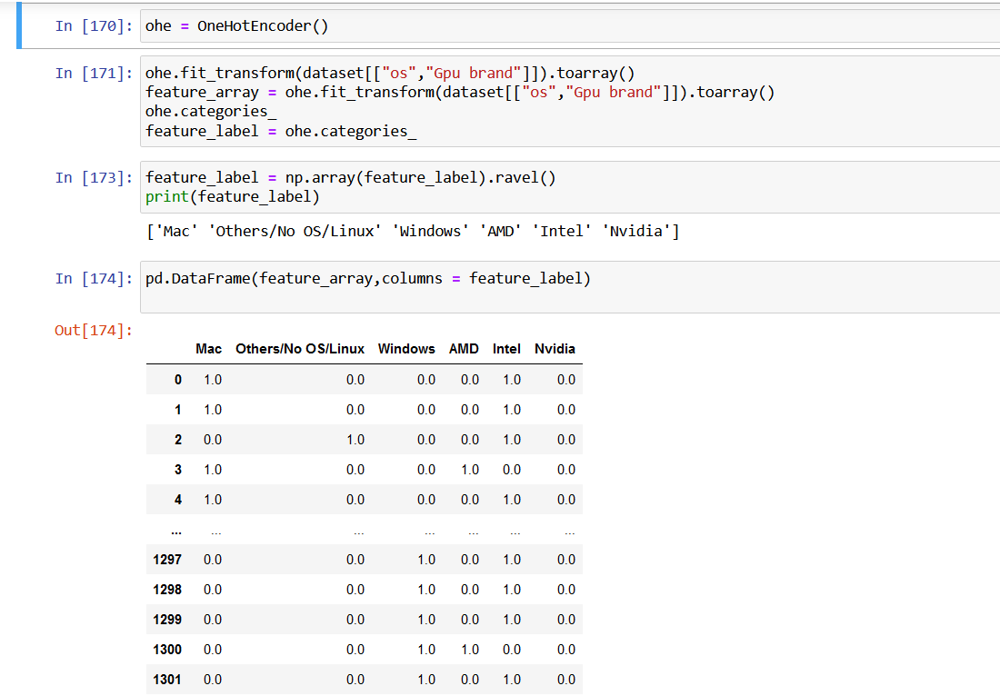 In [170]: ohe = OneHotEncoder()
In [171]: ohe.fit_transform(dataset[["os","Gpu brand"]]).toarray()
feature_array = ohe.fit_transform(dataset[["os","Gpu brand"]]).toarray()
ohe.categories_
feature_label = ohe.categories_
In [173]: feature_label = np.array(feature_label).ravel()
print(feature_label)
['Mac' 'Others/No OS/Linux' 'Windows' 'AMD' 'Intel' 'Nvidia']
In [174]: pd.DataFrame(feature_array,columns = feature_label)
Out[174]:
Mac Others/No OS/Linux Windows AMD Intel Nvidia
0 1.0 0.0 0.0 0.0 1.0 0.0
1 1.0 0.0 0.0 0.0 1.0 0.0
2 0.0 1.0 0.0 0.0 1.0 0.0
3 1.0 0.0 0.0 1.0 0.0 0.0
4 1.0 0.0 0.0 0.0 1.0 0.0
... ... ... ... ... ... ...
1297 0.0 0.0 1.0 0.0 1.0 0.0
1298 0.0 0.0 1.0 0.0 1.0 0.0
1299 0.0 0.0 1.0 0.0 1.0 0.0
1300 0.0 0.0 1.0 1.0 0.0 0.0
1301 0.0 0.0 1.0 0.0 1.0 0.0